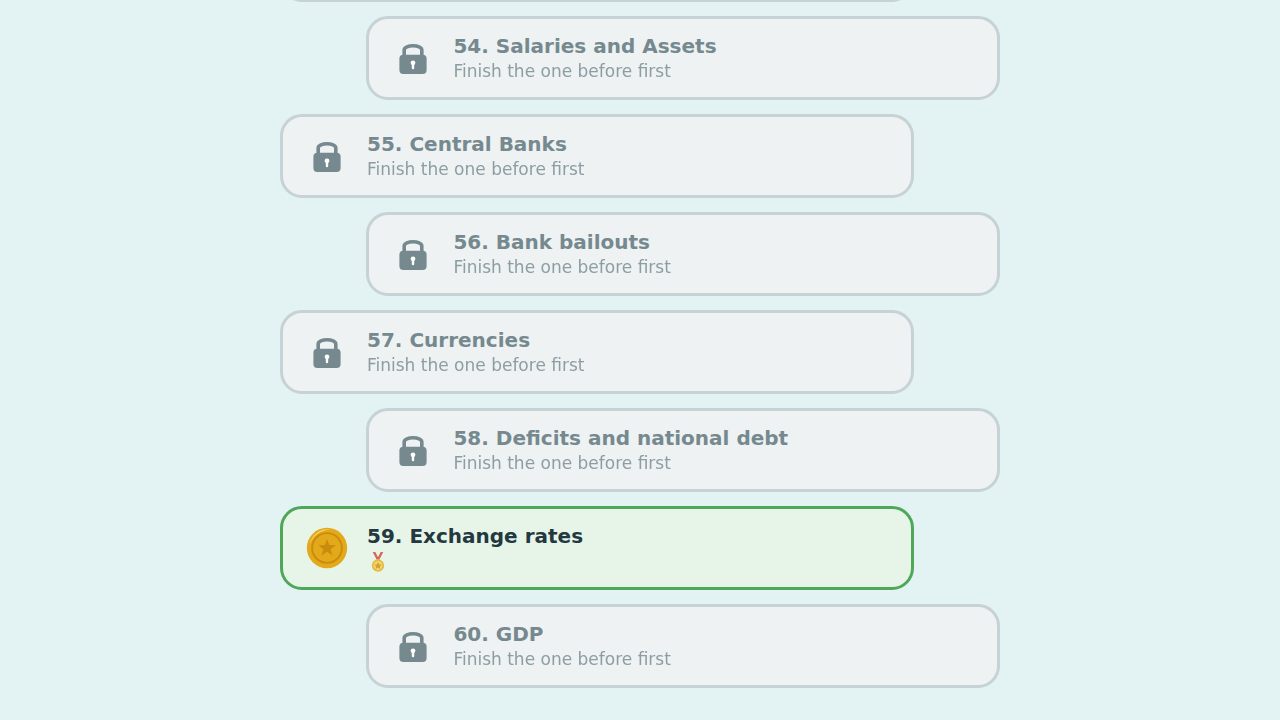 54. Salaries and Assets
Finish the one before first
55. Central Banks
Finish the one before first
56. Bank bailouts
Finish the one before first
57. Currencies
Finish the one before first
58. Deficits and national debt
Finish the one before first
59. Exchange rates
60. GDP
Finish the one before first